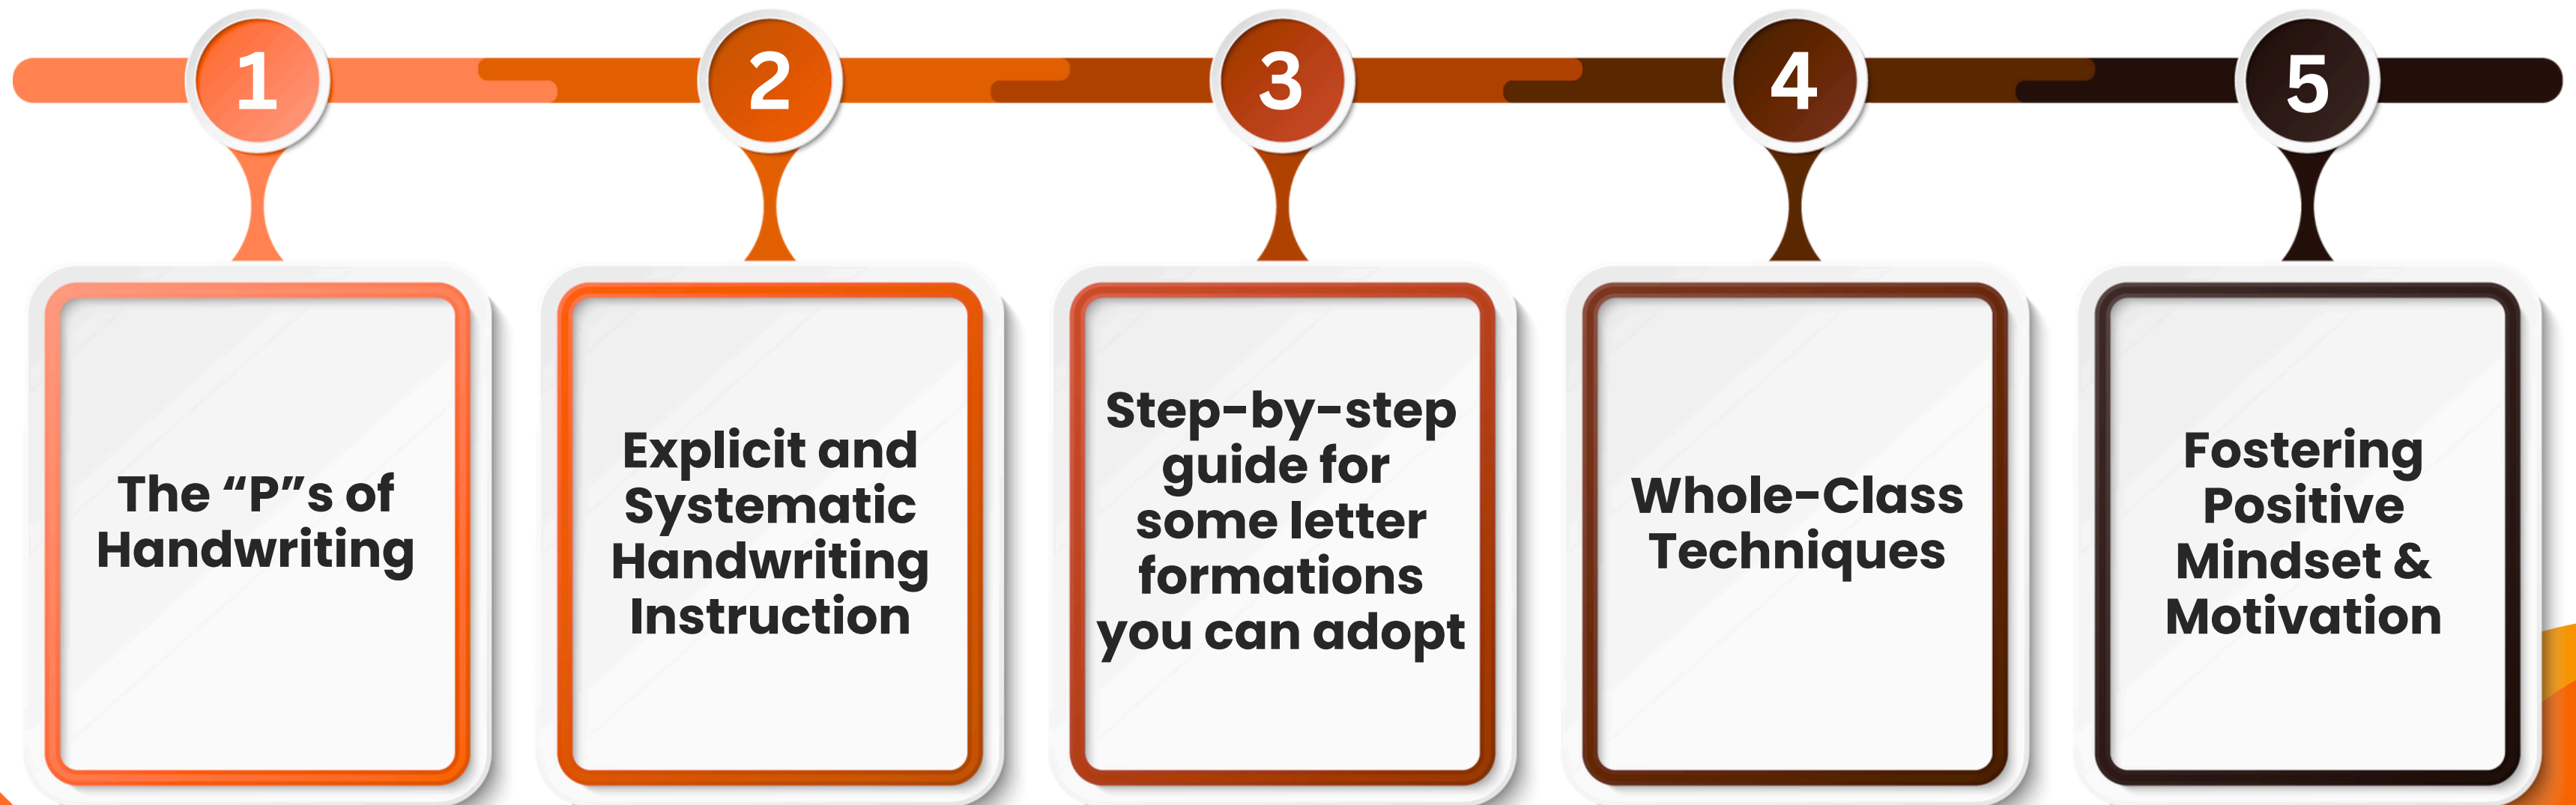 1
2
3
4
5
The “P”s of
Handwriting
Explicit and
Systematic
Handwriting
Instruction
Step-by-step
guide for
some letter
formations
you can adopt
Whole-Class
Techniques
Fostering
Positive
Mindset &
Motivation